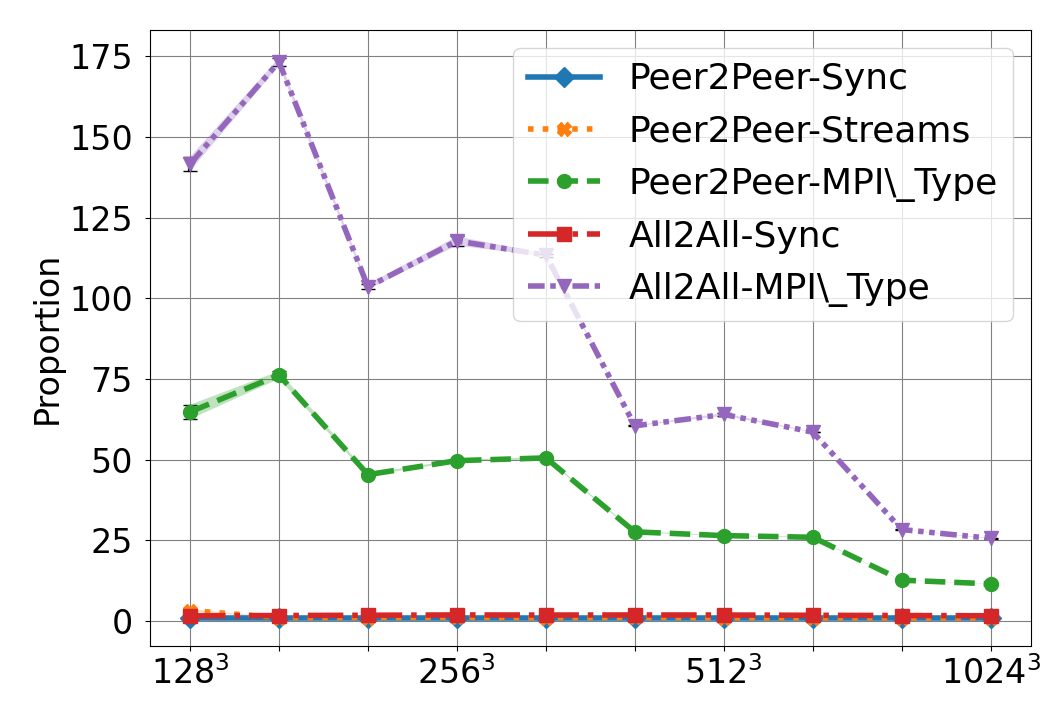 175
150
125
100
75
50
25
0
Proportion
Peer2Peer-Sync
Peer2Peer-Streams
Peer2Peer-MPI\_Type
All2All-Sync
All2All-MPI\_Type
128³ 256³ 512³ 1024³